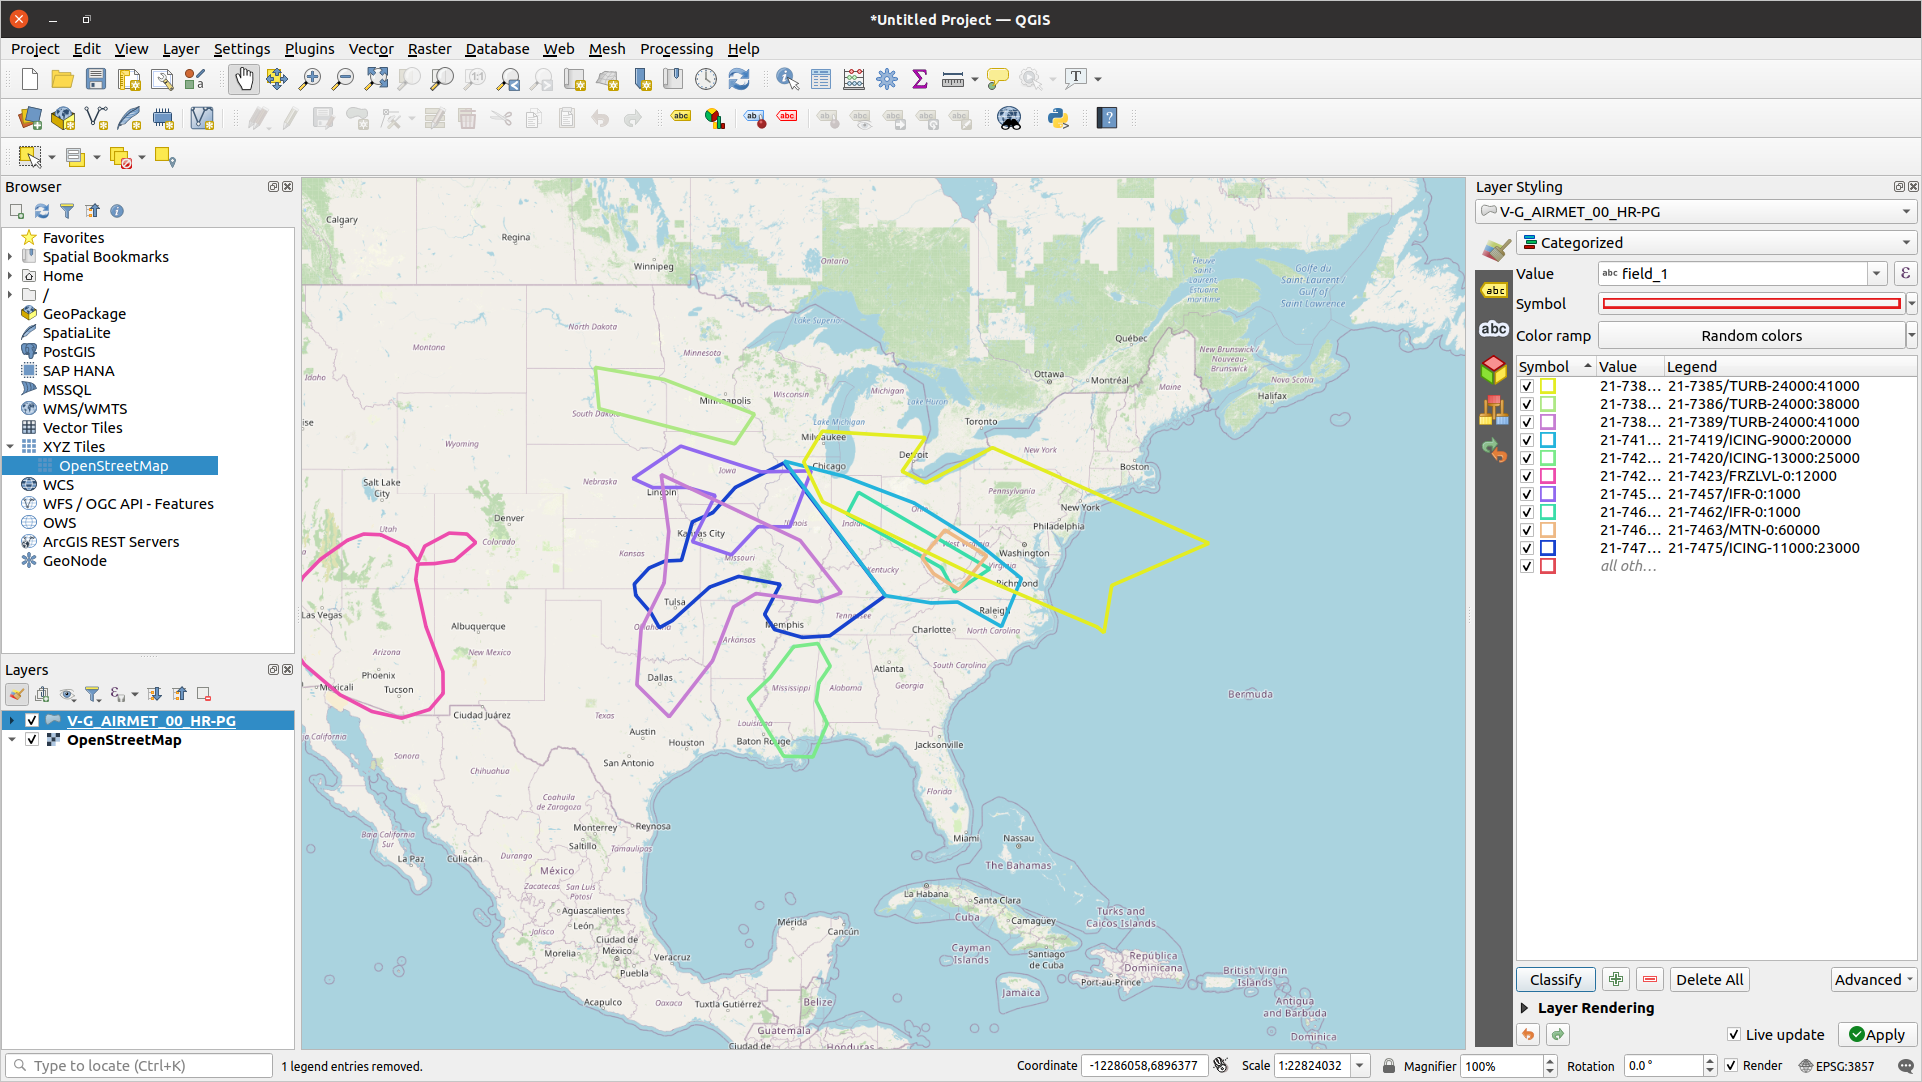 *Untitled Project — QGIS
Project Edit View Layer Settings Plugins Vector Raster Database Web Mesh Processing Help
Browser
Favorites
Spatial Bookmarks
Home
/
GeoPackage
SpatiaLite
PostGIS
SAP HANA
MSSQL
WMS/WMTS
Vector Tiles
XYZ Tiles
OpenStreetMap
WCS
WFS / OGC API - Features
OWS
ArcGIS REST Servers
GeoNode
Layers
V-G_AIRMET_00_HR-PG
OpenStreetMap
Calgary
Regina
Winnipeg
Ontario
Golfe du
Saint-Laurent /
Gulf of
Saint Lawrence
Fleuve
Saint-
Laurent;
Estuaire
maritime
Lake Superior
North Dakota
Montana
Minnesota
Québec
New Brunswick /
Nouveau-
Brunswick
Ottawa
Montréal
Maine
Nova Scotia
Halifax
Idaho
Michigan
Wisconsin
Minneapolis
South Dakota
Lake Huron
Lake Michigan
Toronto
Milwaukee
Wyoming
Detroit
New York
Boston
Chicago
Iowa
Nebraska
Lincoln
Salt Lake
City
Pennsylvania
New York
Utah
Denver
Colorado
Illinois
Ohio
Philadelphia
Kansas City
Kansas
Missouri
West Virginia
Washington
Virginia
Kentucky
Richmond
Las Vegas
Tulsa
Oklahoma
Memphis
Tennessee
Raleigh
Charlotte
North Carolina
Albuquerque
New Mexico
Arizona
Arkansas
Atlanta
South Carolina
Phoenix
Tucson
Mexicali
Dallas
Mississippi
Alabama
Georgia
Bermuda
Ciudad Juárez
Texas
Louisiana
Austin
Houston
Baton Rouge
Jacksonville
San Antonio
Sonora
Chihuahua
Florida
Coahuila
de Zaragoza
Monterrey
Reynosa
Saltillo
Baja California
Sur
Tamaulipas
Durango
La Paz
Culiacán
Miami
Nassau
The Bahamas
México
Zacatecas
San Luis
Potosí
La Habana
Santa Clara
Cuba
Camaguey
Turks and
Caicos Islands
Aguascalientes
León
Mérida
Cancún
Jalisco
Ciudad de
México
Morelia
Veracruz
Puebla
Cayman
Islands
Santiago
de Cuba
República
Dominicana
Port-au-Prince
British Virgin
Islands
Jamaica
Acapulco
Oaxaca
Tuxtla Gutiérrez
Belize
Antigua
and Barbuda
Guatemala
Ciudad de
Honduras
Dominica
Layer Styling
V-G_AIRMET_00_HR-PG
Categorized
Value abc field_1 ε
Symbol
Color ramp Random colors
Symbol Value Legend
21-738... 21-7385/TURB-24000:41000
21-738... 21-7386/TURB-24000:38000
21-738... 21-7389/TURB-24000:41000
21-741... 21-7419/ICING-9000:20000
21-742... 21-7420/ICING-13000:25000
21-742... 21-7423/FRZLVL-0:12000
21-745... 21-7457/IFR-0:1000
21-746... 21-7462/IFR-0:1000
21-746... 21-7463/MTN-0:60000
21-747... 21-7475/ICING-11000:23000
all oth...
Classify Delete All Advanced
Layer Rendering
Live update Apply
Type to locate (Ctrl+K) 1 legend entries removed. Coordinate -12286058,6896377 Scale 1:22824032 Magnifier 100% Rotation 0.0 ° Render EPSG:3857